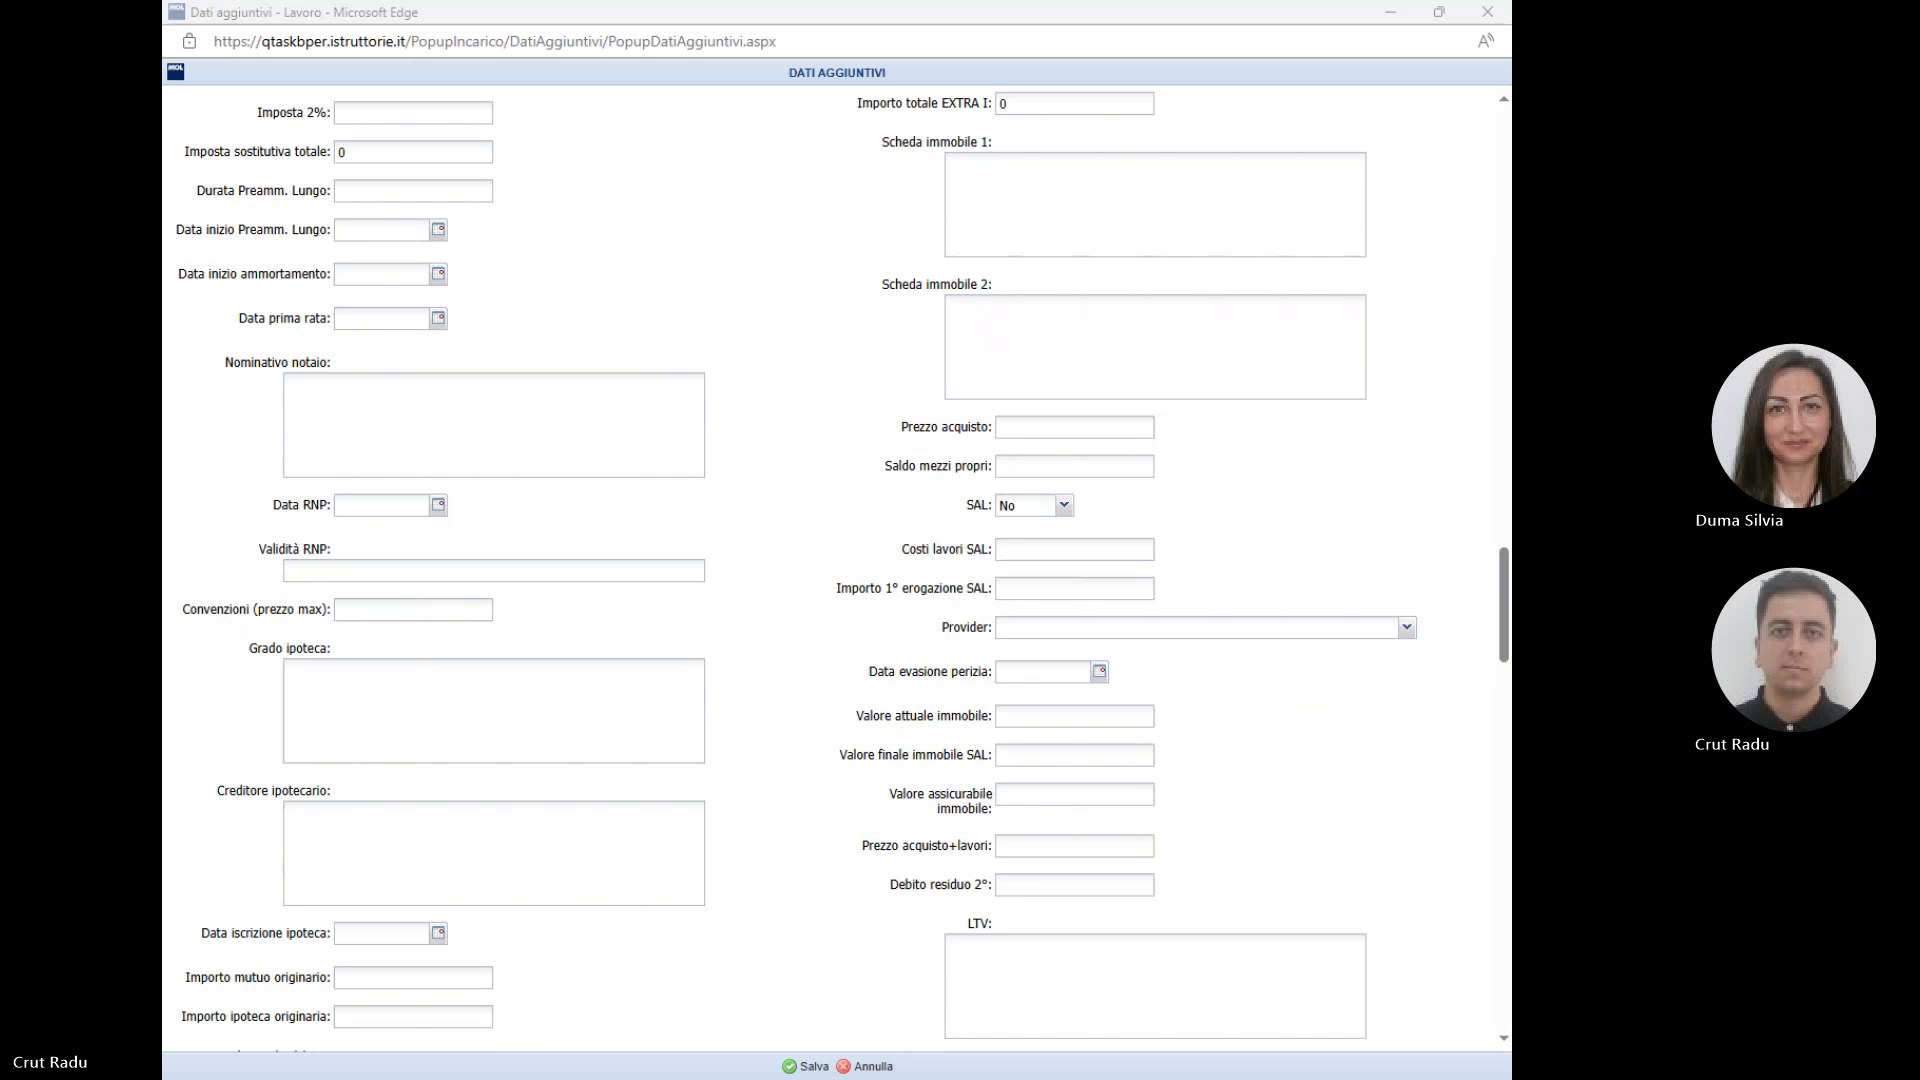 Dati aggiuntivi - Lavoro - Microsoft Edge
https://qtaskbper.istruttorie.it/PopupIncarico/DatiAggiuntivi/PopupDatiAggiuntivi.aspx
MOL
DATI AGGIUNTIVI
Imposta 2%:
Imposta sostitutiva totale: 0
Durata Preamm. Lungo:
Data inizio Preamm. Lungo:
Data inizio ammortamento:
Data prima rata:
Nominativo notaio:
Data RNP:
Validità RNP:
Convenzioni (prezzo max):
Grado ipoteca:
Creditore ipotecario:
Data iscrizione ipoteca:
Importo mutuo originario:
Importo ipoteca originaria:
Importo totale EXTRA I: 0
Scheda immobile 1:
Scheda immobile 2:
Prezzo acquisto:
Saldo mezzi propri:
SAL: No
Costi lavori SAL:
Importo 1° erogazione SAL:
Provider:
Data evasione perizia:
Valore attuale immobile:
Valore finale immobile SAL:
Valore assicurabile
immobile:
Prezzo acquisto+lavori:
Debito residuo 2°:
LTV:
Salva Annulla
Duma Silvia
Crut Radu
Crut Radu